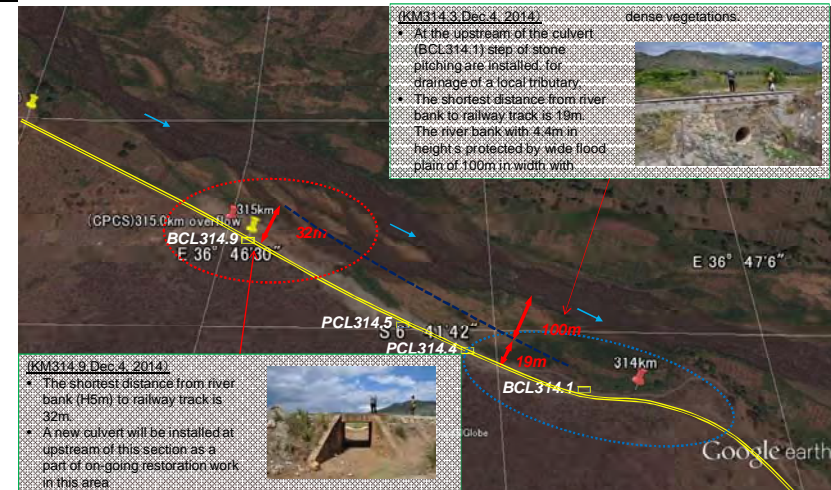 (KM314.3,Dec.4, 2014)
• At the upstream of the culvert
(BCL314.1) step of stone
pitching are installed, for
drainage of a local tributary.
• The shortest distance from river
bank to railway track is 19m.
The river bank with 4.4m in
height s protected by wide flood
plain of 100m in width with
dense vegetations.
315km
(CPCS)315.0km overflow
BCL314.9
32m
E 36° 46'30"
E 36° 47'6"
PCL314.5
S 6° 41'42"
PCL314.4
100m
19m
314km
BCL314.1
(KM314.9,Dec.4, 2014)
• The shortest distance from river
bank (H5m) to railway track is
32m.
• A new culvert will be installed at
upstream of this section as a
part of on-going restoration work
in this area
Globe
Google earth